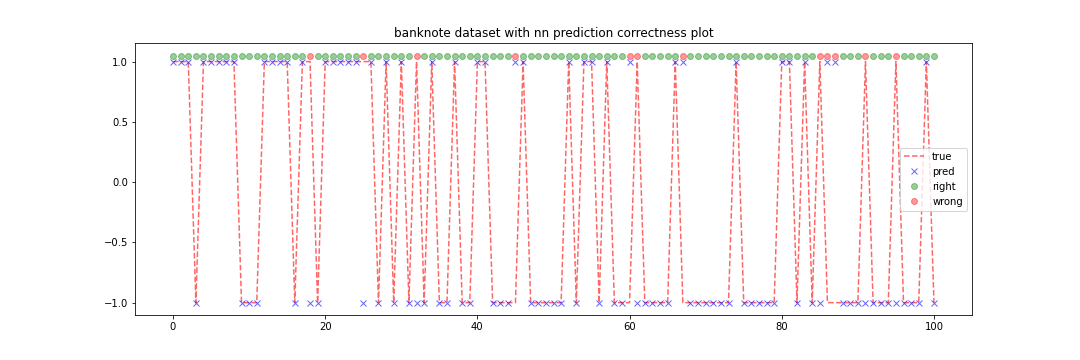 banknote dataset with nn prediction correctness plot
1.0
0.5
0.0
−0.5
−1.0
true
pred
right
wrong
0 20 40 60 80 100